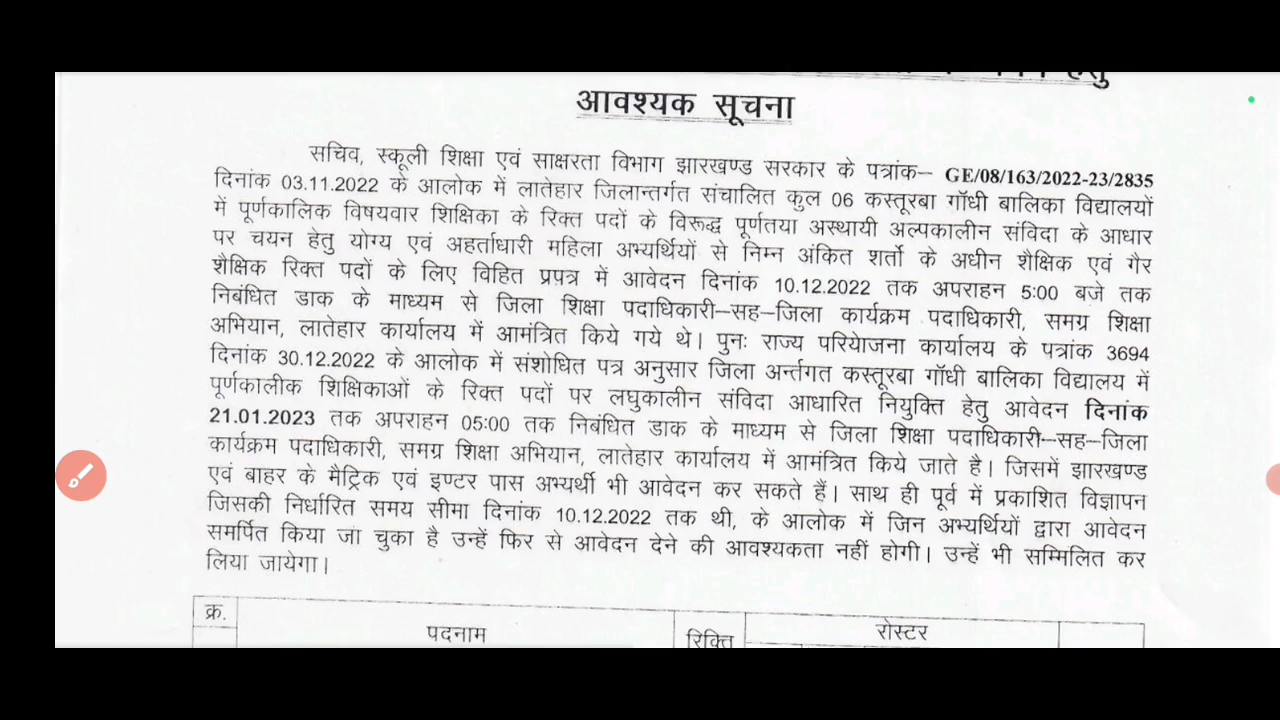 हेतु
आवश्यक सूचना
सचिव, स्कूली शिक्षा एवं साक्षरता विभाग झारखण्ड सरकार के पत्रांक– GE/08/163/2022-23/2835
दिनांक 03.11.2022 के आलोक में लातेहार जिलान्तर्गत संचालित कुल 06 कस्तूरबा गॉधी बालिका विद्यालयों
में पूर्णकालिक विषयवार शिक्षिका के रिक्त पदों के विरूद्ध पूर्णतया अस्थायी अल्पकालीन संविदा के आधार
पर चयन हेतु योग्य एवं अहर्ताधारी महिला अभ्यर्थियों से निम्न अंकित शर्तो के अधीन शैक्षिक एवं गैर
शैक्षिक रिक्त पदों के लिए विहित प्रपत्र में आवेदन दिनांक 10.12.2022 तक अपराहन 5:00 बजे तक
निबंधित डाक के माध्यम से जिला शिक्षा पदाधिकारी–सह–जिला कार्यक्रम पदाधिकारी, समग्र शिक्षा
अभियान, लातेहार कार्यालय में आमंत्रित किये गये थे। पुनः राज्य परियेाजना कार्यालय के पत्रांक 3694
दिनांक 30.12.2022 के आलोक में संशोधित पत्र अनुसार जिला अर्न्तगत कस्तूरबा गॉधी बालिका विद्यालय में
पूर्णकालीक शिक्षिकाओं के रिक्त पदों पर लघुकालीन संविदा आधारित नियुक्ति हेतु आवेदन दिनांक
21.01.2023 तक अपराहन 05:00 तक निबंधित डाक के माध्यम से जिला शिक्षा पदाधिकारी–सह–जिला
कार्यक्रम पदाधिकारी, समग्र शिक्षा अभियान, लातेहार कार्यालय में आमंत्रित किये जाते है। जिसमें झारखण्ड
एवं बाहर के मैट्रिक एवं इण्टर पास अभ्यर्थी भी आवेदन कर सकते हैं। साथ ही पूर्व में प्रकाशित विज्ञापन
जिसकी निर्धारित समय सीमा दिनांक 10.12.2022 तक थी, के आलोक में जिन अभ्यर्थियों द्वारा आवेदन
समर्पित किया जा चुका है उन्हें फिर से आवेदन देने की आवश्यकता नहीं होगी। उन्हें भी सम्मिलित कर
लिया जायेगा।
क्र. पदनाम रिक्ति रोस्टर